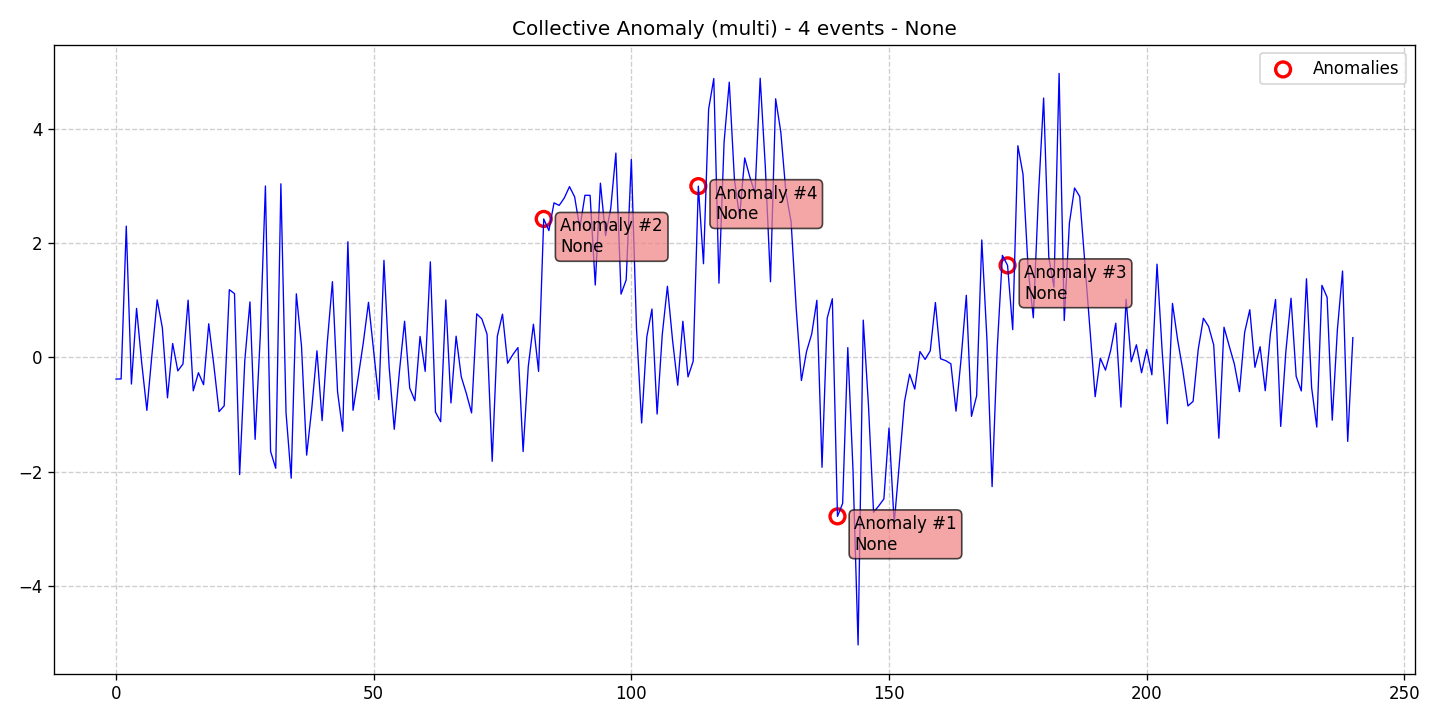 Collective Anomaly (multi) - 4 events - None
Anomalies
4
2
0
−2
−4
Anomaly #4
None
Anomaly #2
None
Anomaly #3
None
Anomaly #1
None
0
50
100
150
200
250